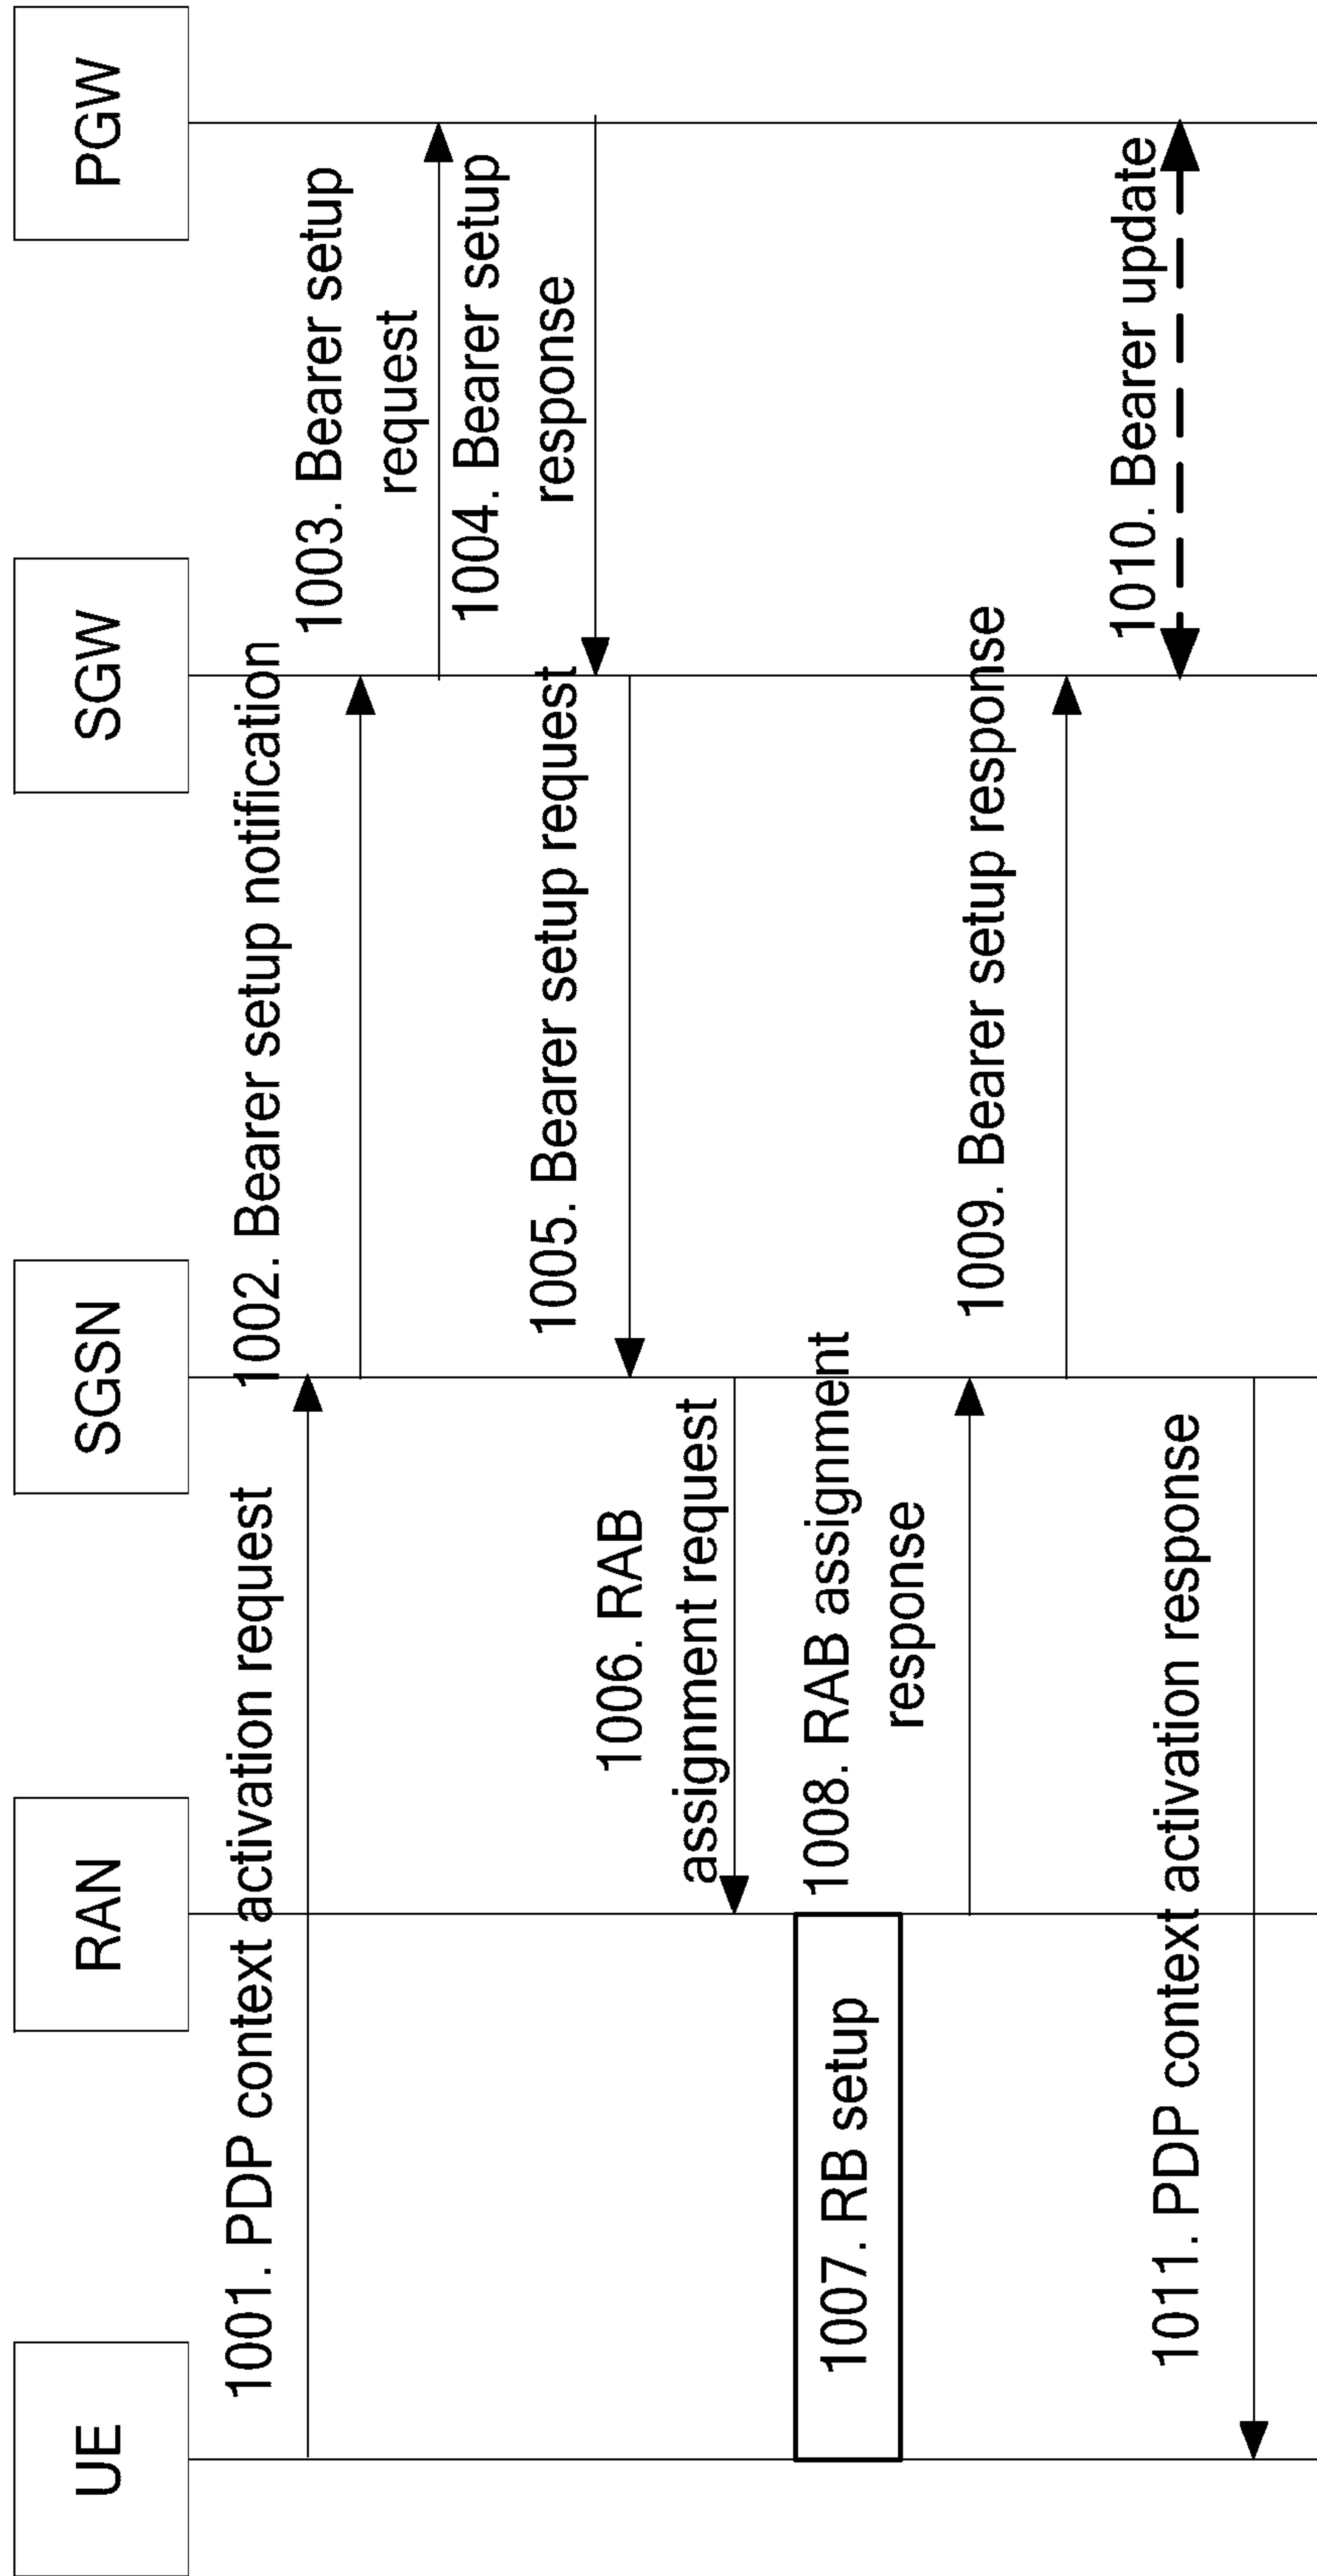 UE
RAN
SGSN
SGW
PGW
1001. PDP context activation request
1002. Bearer setup notification
1003. Bearer setup
request
1004. Bearer setup
response
1005. Bearer setup request
1006. RAB
assignment request
1007. RB setup
1008. RAB assignment
response
1009. Bearer setup response
1010. Bearer update
1011. PDP context activation response